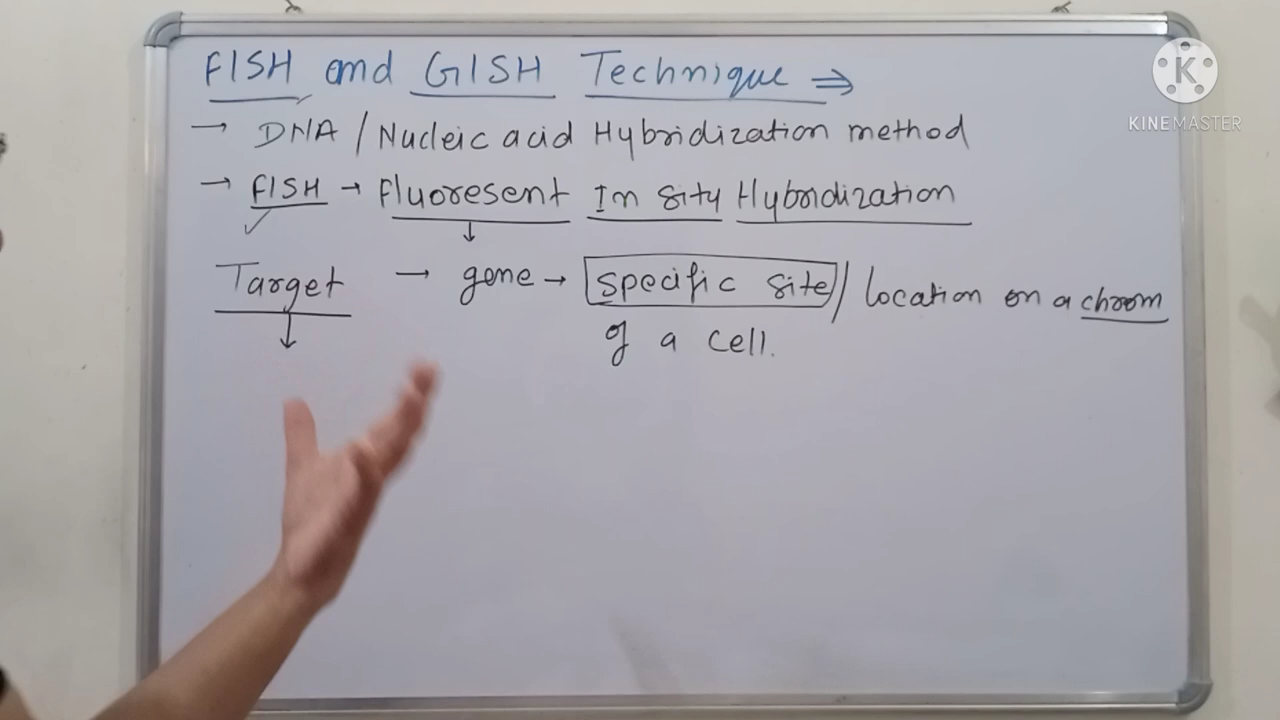 FISH and GISH Technique ⇒
→ DNA / Nucleic acid Hybridization method
→ FISH → Fluoresent In sity Hybridization
Target → gene → specific site / location on a chrom
of a cell.
K
KINEMASTER